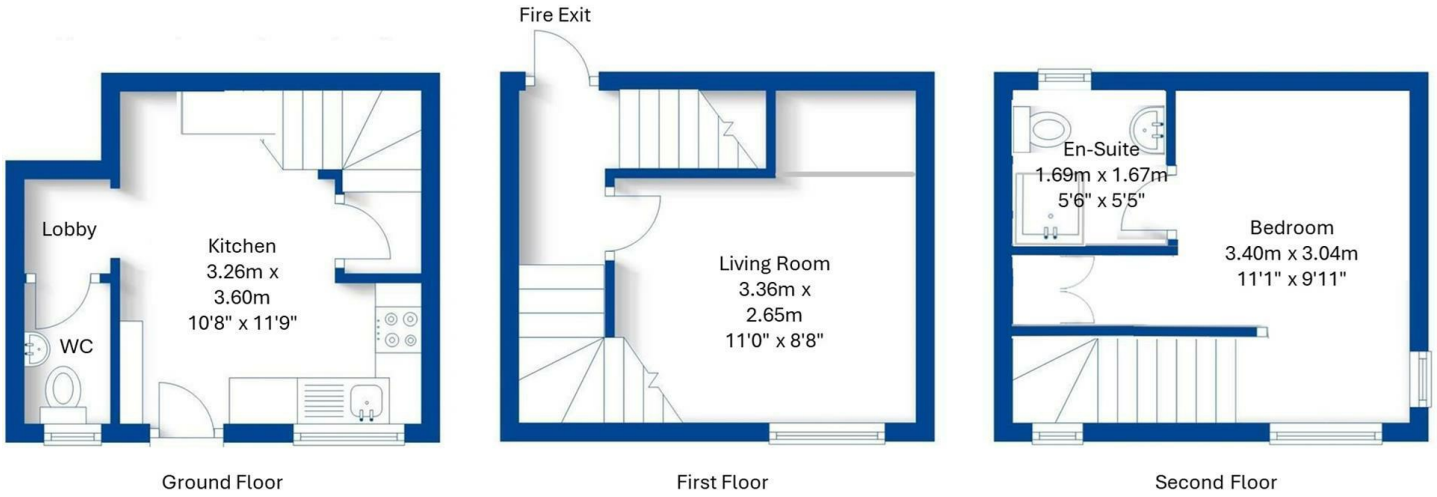 Fire Exit
Lobby
WC
Kitchen
3.26m x
3.60m
10'8" x 11'9"
Ground Floor
Living Room
3.36m x
2.65m
11'0" x 8'8"
First Floor
En-Suite
1.69m x 1.67m
5'6" x 5'5"
Bedroom
3.40m x 3.04m
11'1" x 9'11"
Second Floor